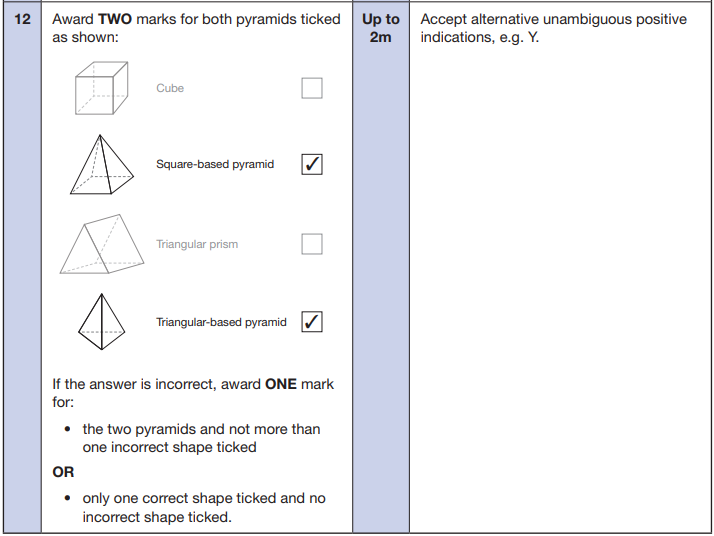 12
Award TWO marks for both pyramids ticked
as shown:
Cube
Square-based pyramid
Triangular prism
Triangular-based pyramid
If the answer is incorrect, award ONE mark
for:
• the two pyramids and not more than
one incorrect shape ticked
OR
• only one correct shape ticked and no
incorrect shape ticked.
Up to
2m
Accept alternative unambiguous positive
indications, e.g. Y.